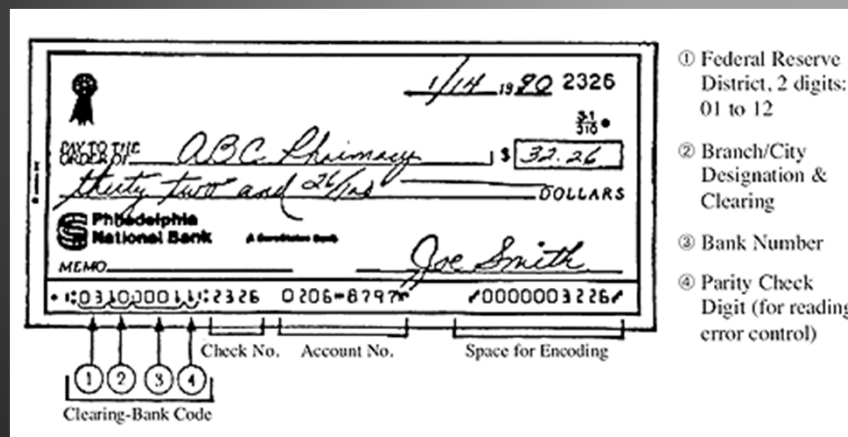 1/14 1990 2326
31
310
PAY TO THE
ORDER OF ABC Pharmacy $ 32.26
thirty two and 26/100 DOLLARS
Philadelphia
National Bank
MEMO Joe Smith
031000011 2326 0206-8797 0000003226
Check No. Account No. Space for Encoding
1 2 3 4
Clearing-Bank Code
① Federal Reserve
District, 2 digits:
01 to 12
② Branch/City
Designation &
Clearing
③ Bank Number
④ Parity Check
Digit (for reading
error control)